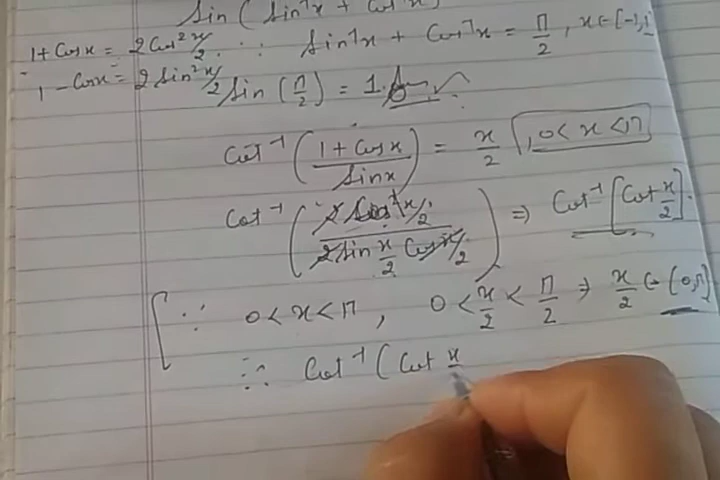 Sin (Sin⁻¹x + Cos⁻¹x)
1 + Cos x = 2 Cos² x/2 ∵ Sin⁻¹x + Cos⁻¹x = π/2, x ∈ [-1,1]
1 - Cos x = 2 Sin² x/2 Sin (π/2) = 1.
Cot⁻¹ ( (1 + Cos x) / Sin x ) = x/2, 0 < x < π
Cot⁻¹ ( 2 Cos² x/2 / 2 Sin x/2 Cos x/2 ) ⇒ Cot⁻¹ [Cot x/2].
∵ 0 < x < π, 0 < x/2 < π/2 ⇒ x/2 ∈ (0, π)
∴ Cot⁻¹ ( Cot x